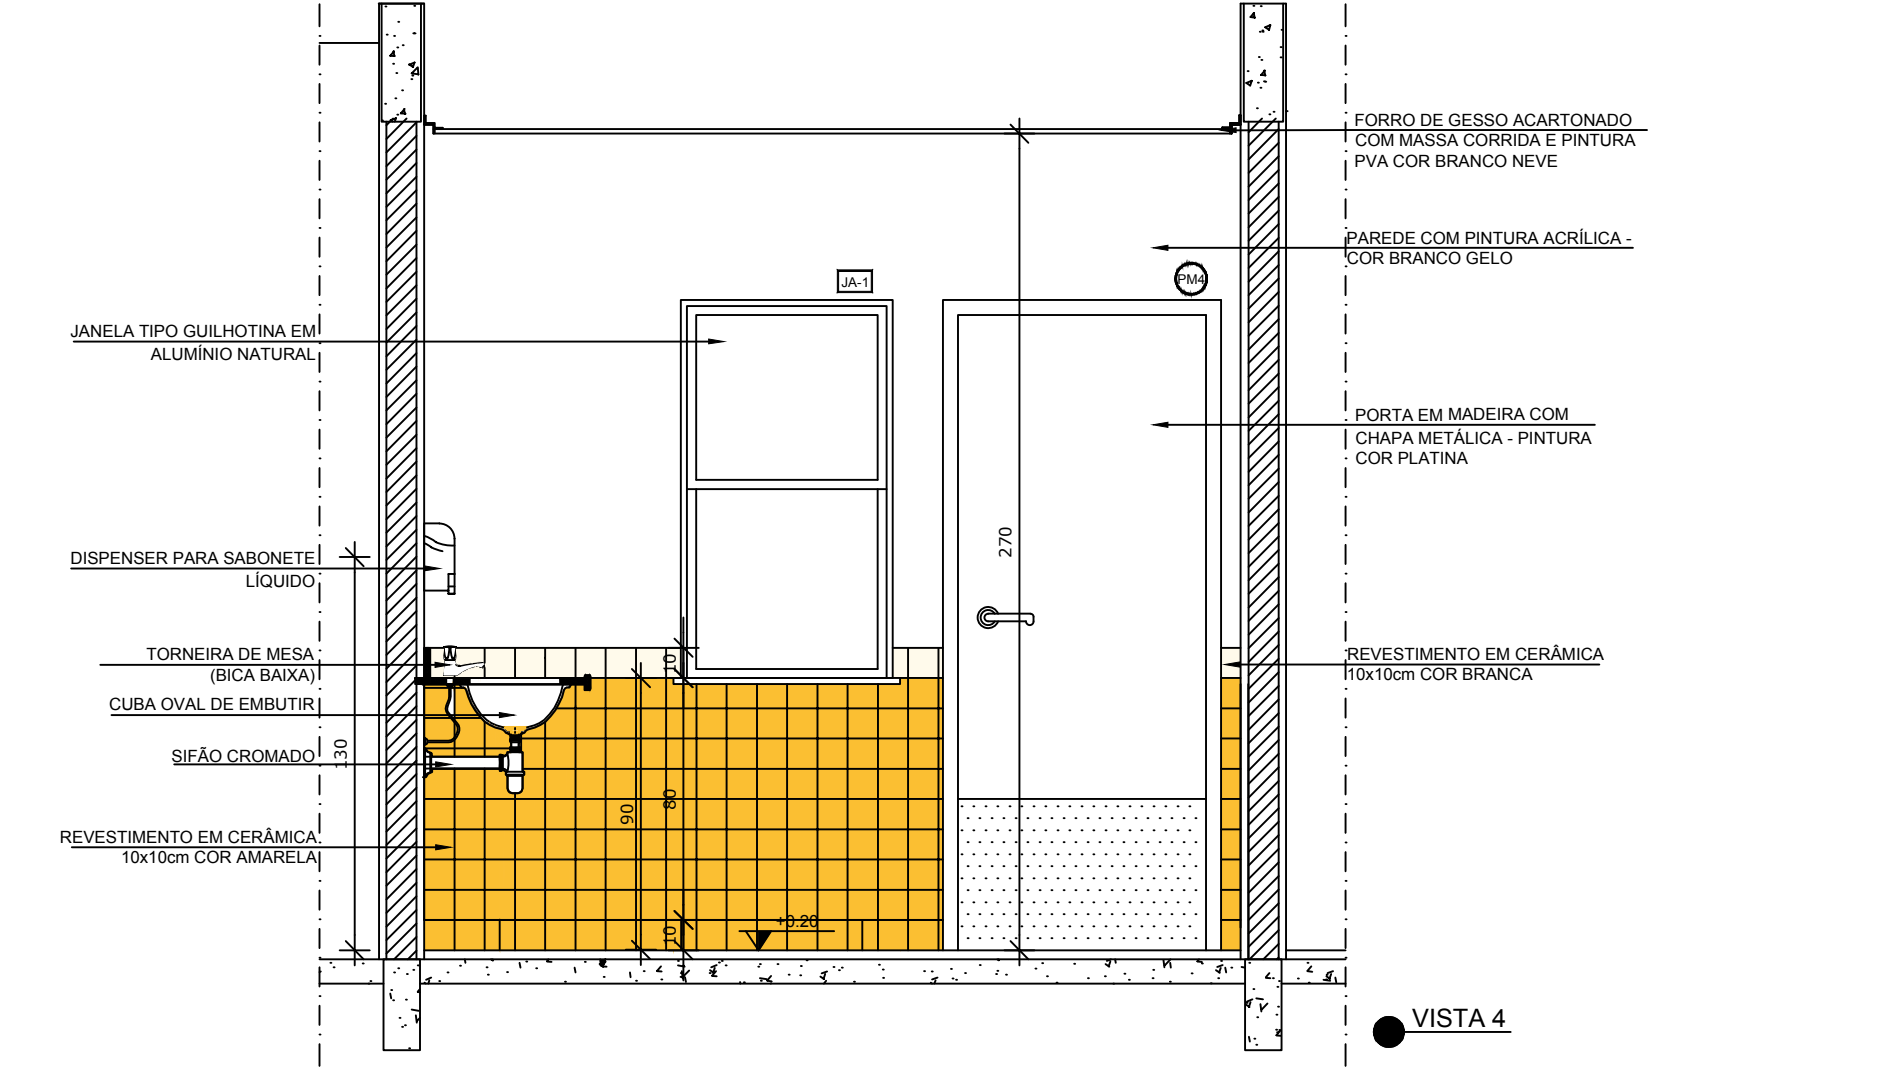 FORRO DE GESSO ACARTONADO
COM MASSA CORRIDA E PINTURA
PVA COR BRANCO NEVE
PAREDE COM PINTURA ACRÍLICA -
COR BRANCO GELO
JA-1
PM4
JANELA TIPO GUILHOTINA EM
ALUMÍNIO NATURAL
PORTA EM MADEIRA COM
CHAPA METÁLICA - PINTURA
COR PLATINA
270
DISPENSER PARA SABONETE
LÍQUIDO
TORNEIRA DE MESA
(BICA BAIXA)
10
REVESTIMENTO EM CERÂMICA
10x10cm COR BRANCA
CUBA OVAL DE EMBUTIR
SIFÃO CROMADO
130
90
80
REVESTIMENTO EM CERÂMICA
10x10cm COR AMARELA
10
+0.20
VISTA 4